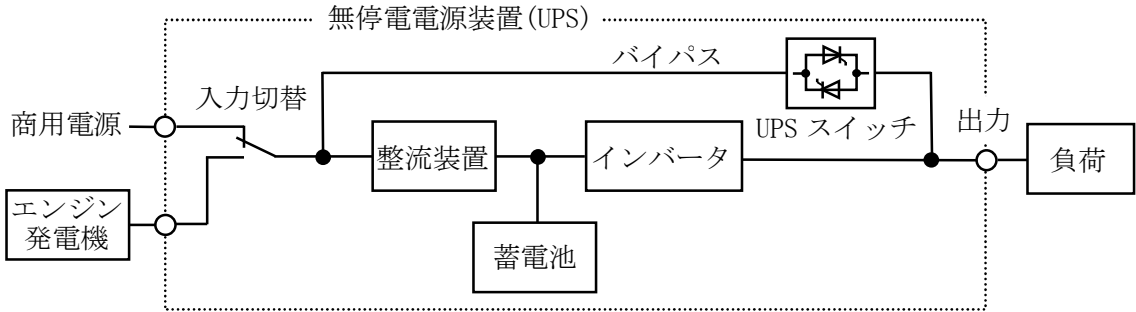 無停電電源装置(UPS)
バイパス
入力切替
商用電源
UPS スイッチ
出力
整流装置
インバータ
負荷
エンジン
発電機
蓄電池